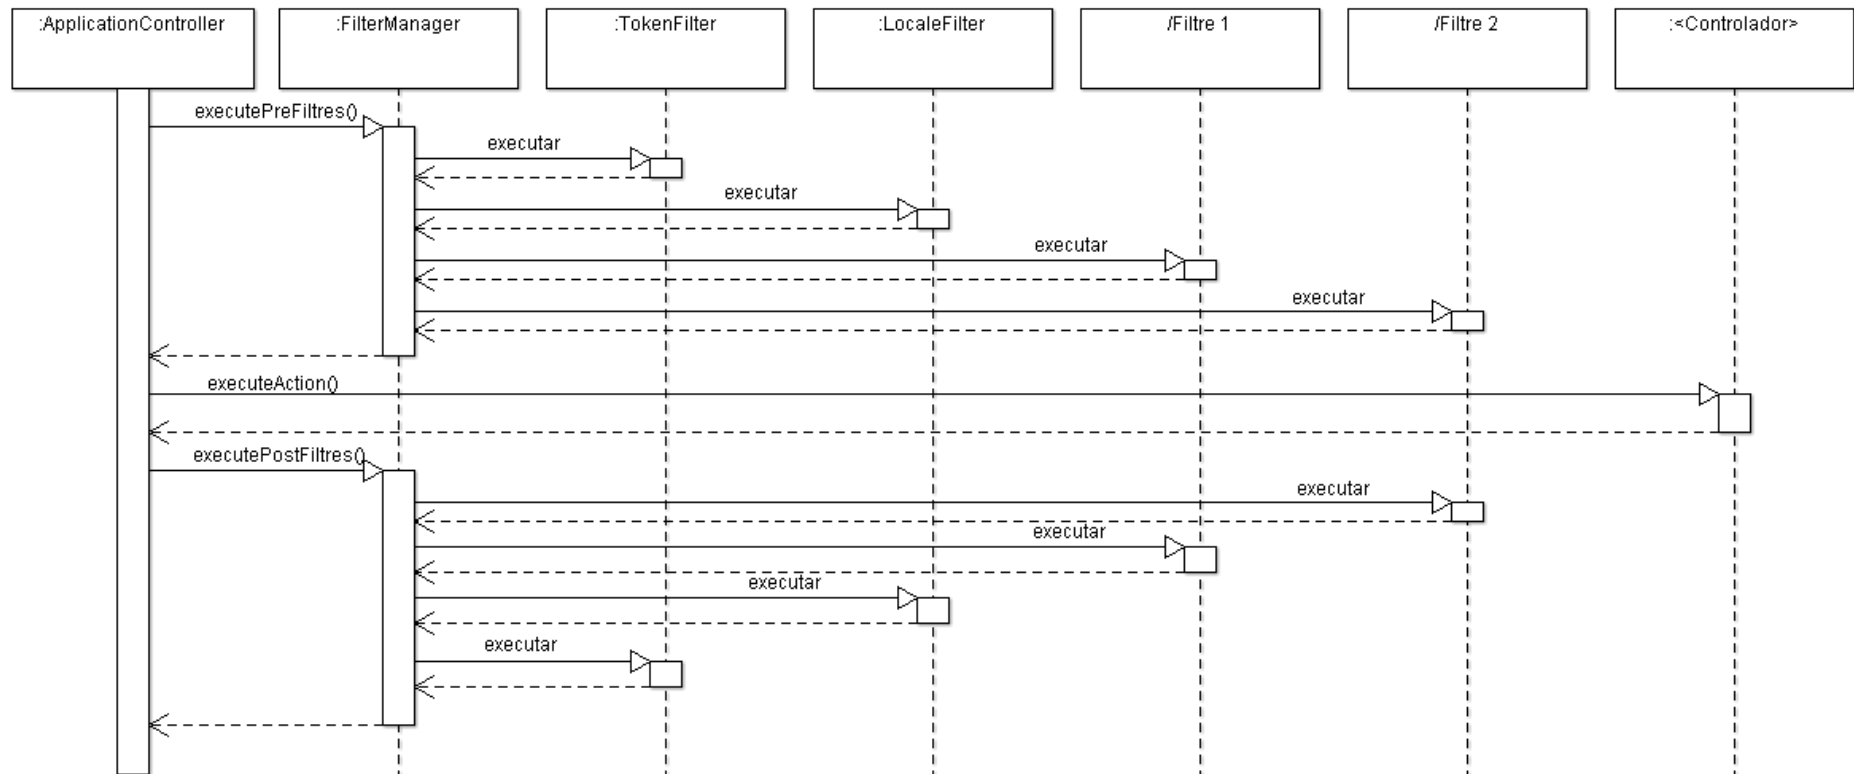 :ApplicationController
:FilterManager
:TokenFilter
:LocaleFilter
/Filtre 1
/Filtre 2
:<Controlador>
executePreFiltres()
executar
executar
executar
executar
executeAction()
executePostFiltres()
executar
executar
executar
executar